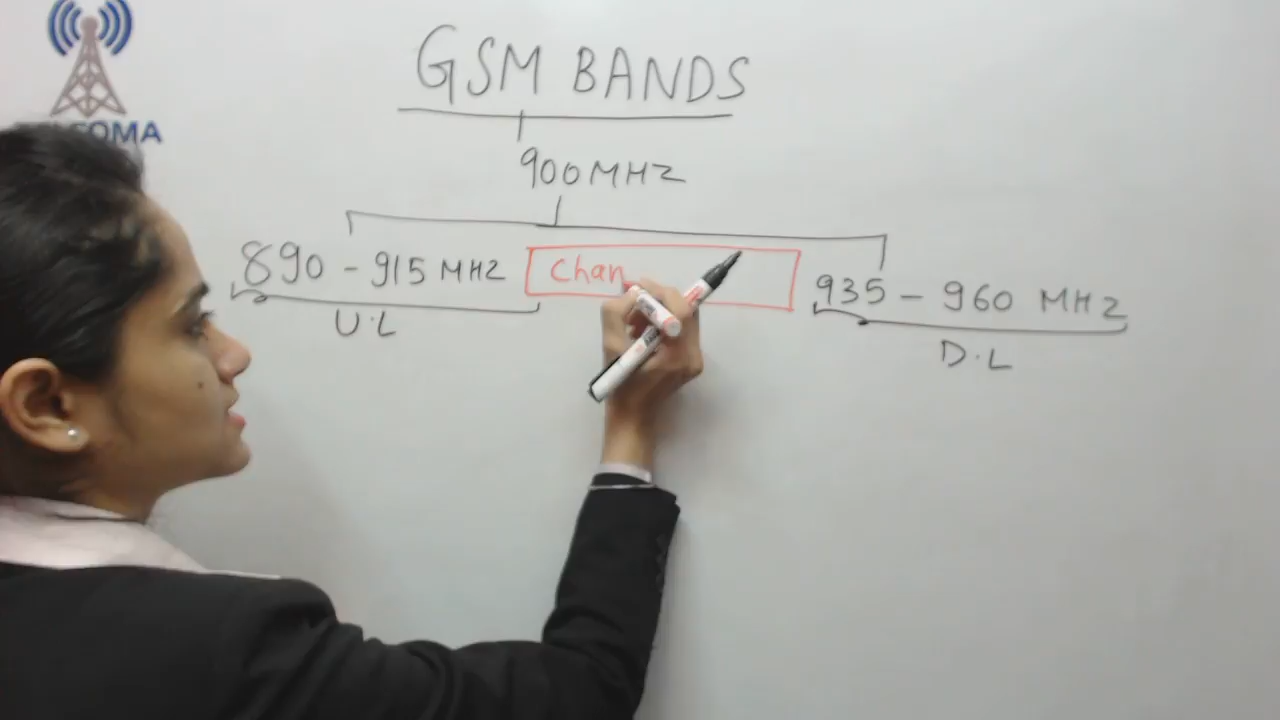 GSM BANDS
900 MHZ
890 - 915 MHZ Chan 935 - 960 MHZ
U.L D.L